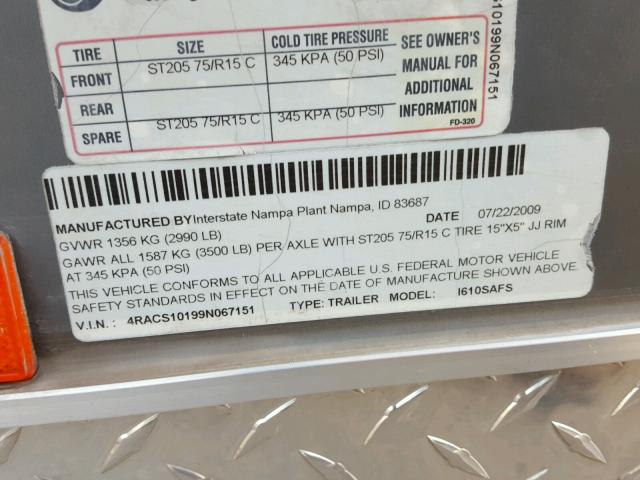 TIRE SIZE COLD TIRE PRESSURE SEE OWNER'S MANUAL FOR ADDITIONAL INFORMATION
FRONT ST205 75/R15 C 345 KPA (50 PSI)
REAR
SPARE ST205 75/R15 C 345 KPA (50 PSI)
FD-320
S10199N067151
MANUFACTURED BY Interstate Nampa Plant Nampa, ID 83687 DATE 07/22/2009
GVWR 1356 KG (2990 LB)
GAWR ALL 1587 KG (3500 LB) PER AXLE WITH ST205 75/R15 C TIRE 15"X5" JJ RIM
AT 345 KPA (50 PSI)
THIS VEHICLE CONFORMS TO ALL APPLICABLE U.S. FEDERAL MOTOR VEHICLE
SAFETY STANDARDS IN EFFECT ON THE DATE OF MANUFACTURE SHOWN ABOVE.
V.I.N.: 4RACS10199N067151 TYPE: TRAILER MODEL: I610SAFS